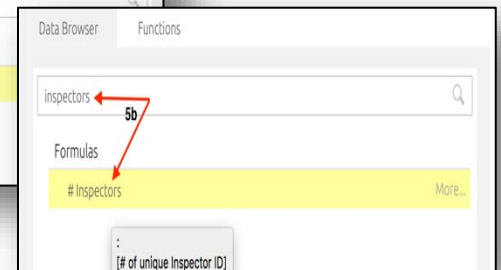 Data Browser Functions
inspectors
5b
Formulas
# Inspectors More...
:
[# of unique Inspector ID]